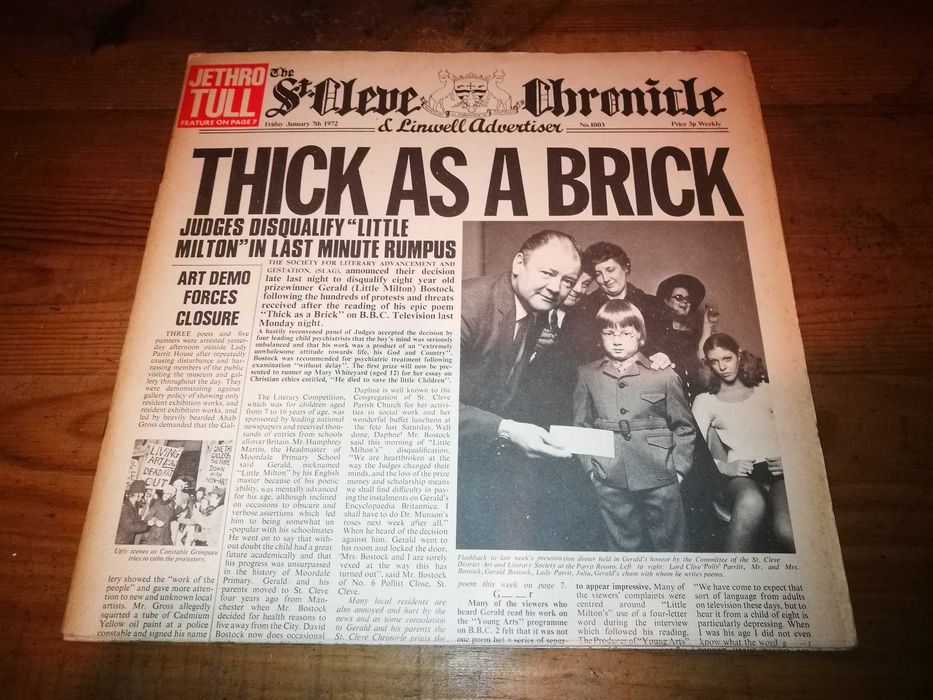 JETHRO
TULL
FEATURE ON PAGE 7
The
St. Cleve Chronicle
Friday January 7th 1972
& Linwell Advertiser
No.1003
Price 3p Weekly
THICK AS A BRICK
JUDGES DISQUALIFY "LITTLE
MILTON" IN LAST MINUTE RUMPUS
ART DEMO
FORCES
CLOSURE
THREE poets and five
painters were arrested yester-
day afternoon outside Lady
Parrit House after repeatedly
causing disturbance and har-
rassing members of the public
visiting the museum and gal-
lery throughout the day. They
were demonstrating against
gallery policy of showing only
resident exhibition works, and
resident exhibition works, and
led by heavily bearded Ahab
Gross demanded that the Gal-
LIVING
ART
OUT
Ugly scenes as Constable Grimpace
tries to calm the protesters.
lery showed the "work of the
people" and gave more atten-
tion to new and unknown local
artists. Mr. Gross allegedly
squirted a tube of Cadmium
Yellow oil paint at a police
constable and signed his name
THE SOCIETY FOR LITERARY ADVANCEMENT AND
GESTATION, (SLAG), announced their decision
late last night to disqualify eight year old
prizewinner Gerald (Little Milton) Bostock
following the hundreds of protests and threats
received after the reading of his epic poem
"Thick as a Brick" on B.B.C. Television last
Monday night.
A hastily reconvened panel of Judges accepted the decision by
four leading child psychiatrists that the boy's mind was seriously
unbalanced and that his work was a product of an "extremely
unwholesome attitude towards life, his God and Country".
Bostock was recommended for psychiatric treatment following
examination "without delay". The first prize will now be pre-
sented to runner up Mary Whiteyard (aged 12) for her essay on
Christian ethics entitled, "He died to save the little Children".
The Literary Competition,
which was for children aged
from 7 to 16 years of age, was
sponsored by leading national
newspapers and received thou-
sands of entries from schools
all over Britain. Mr. Humphrey
Martin, the Headmaster of
Moordale Primary School
said Gerald, nicknamed
"Little Milton" by his English
master because of his poetic
ability, was mentally advanced
for his age, although inclined
on occasions to obscure and
verbose assertions which led
him to being somewhat un
-popular with his schoolmates
He went on to say that with-
out doubt the child had a great
future academically and that
his progress was unsurpassed
in the history of Moordale
Primary. Gerald and his
parents moved to St. Cleve
four years ago from Man-
chester when Mr. Bostock
decided for health reasons to
live away from the City. David
Bostock now does occasional
Daphne is well known to the
Congregation of St. Cleve
Parish Church for her activi-
ties in social work and her
wonderful buffet luncheon at
the fete last Saturday. Well
done, Daphne! Mr. Bostock
said this morning of "Little
Milton's" disqualification,
"We are heartbroken at the
way the Judges changed their
minds, and the loss of the prize
money and scholarship means
we shall find difficulty in pay-
ing the instalments on Gerald's
Encyclopaedia Britannica. I
shall have to do Dr. Munson's
roses next week after all."
When he heard of the decision
against him, Gerald went to
his room and locked the door,
"Mrs. Bostock and I are sorely
vexed at the way this has
turned out", said Mr. Bostock
of No. 6 Pollitt Close, St.
Cleve.
Many local residents are
also annoyed and hurt by the
news and as some consolation
to Gerald and his parents the
St. Cleve Chronicle prints the
Flashback to last week's presentation dinner held in Gerald's honour by the Committee of the St. Cleve
District Art and Literary Society at the Parrit Rooms. Left to right: Lord Clive 'Polly' Parritt, Mr. and Mrs.
Bostock, Gerald Bostock, Lady Parrit, Julia, Gerald's chum with whom he writes poems.
poem this week on page 7.
G___r
Many of the viewers who
heard Gerald read his work on
the "Young Arts" programme
on B.B.C. 2 felt that it was not
one poem but a series of separ-
to appear impressive. Many of
the viewer's complaints were
centred around "Little
Milton's" use of a four-letter
word during the interview
which followed his reading.
The Producer of "Young Arts"
"We have come to expect that
sort of language from adults
on television these days, but to
hear it from a child of eight is
particularly depressing. When
I was his age I did not even
know what the word g___r